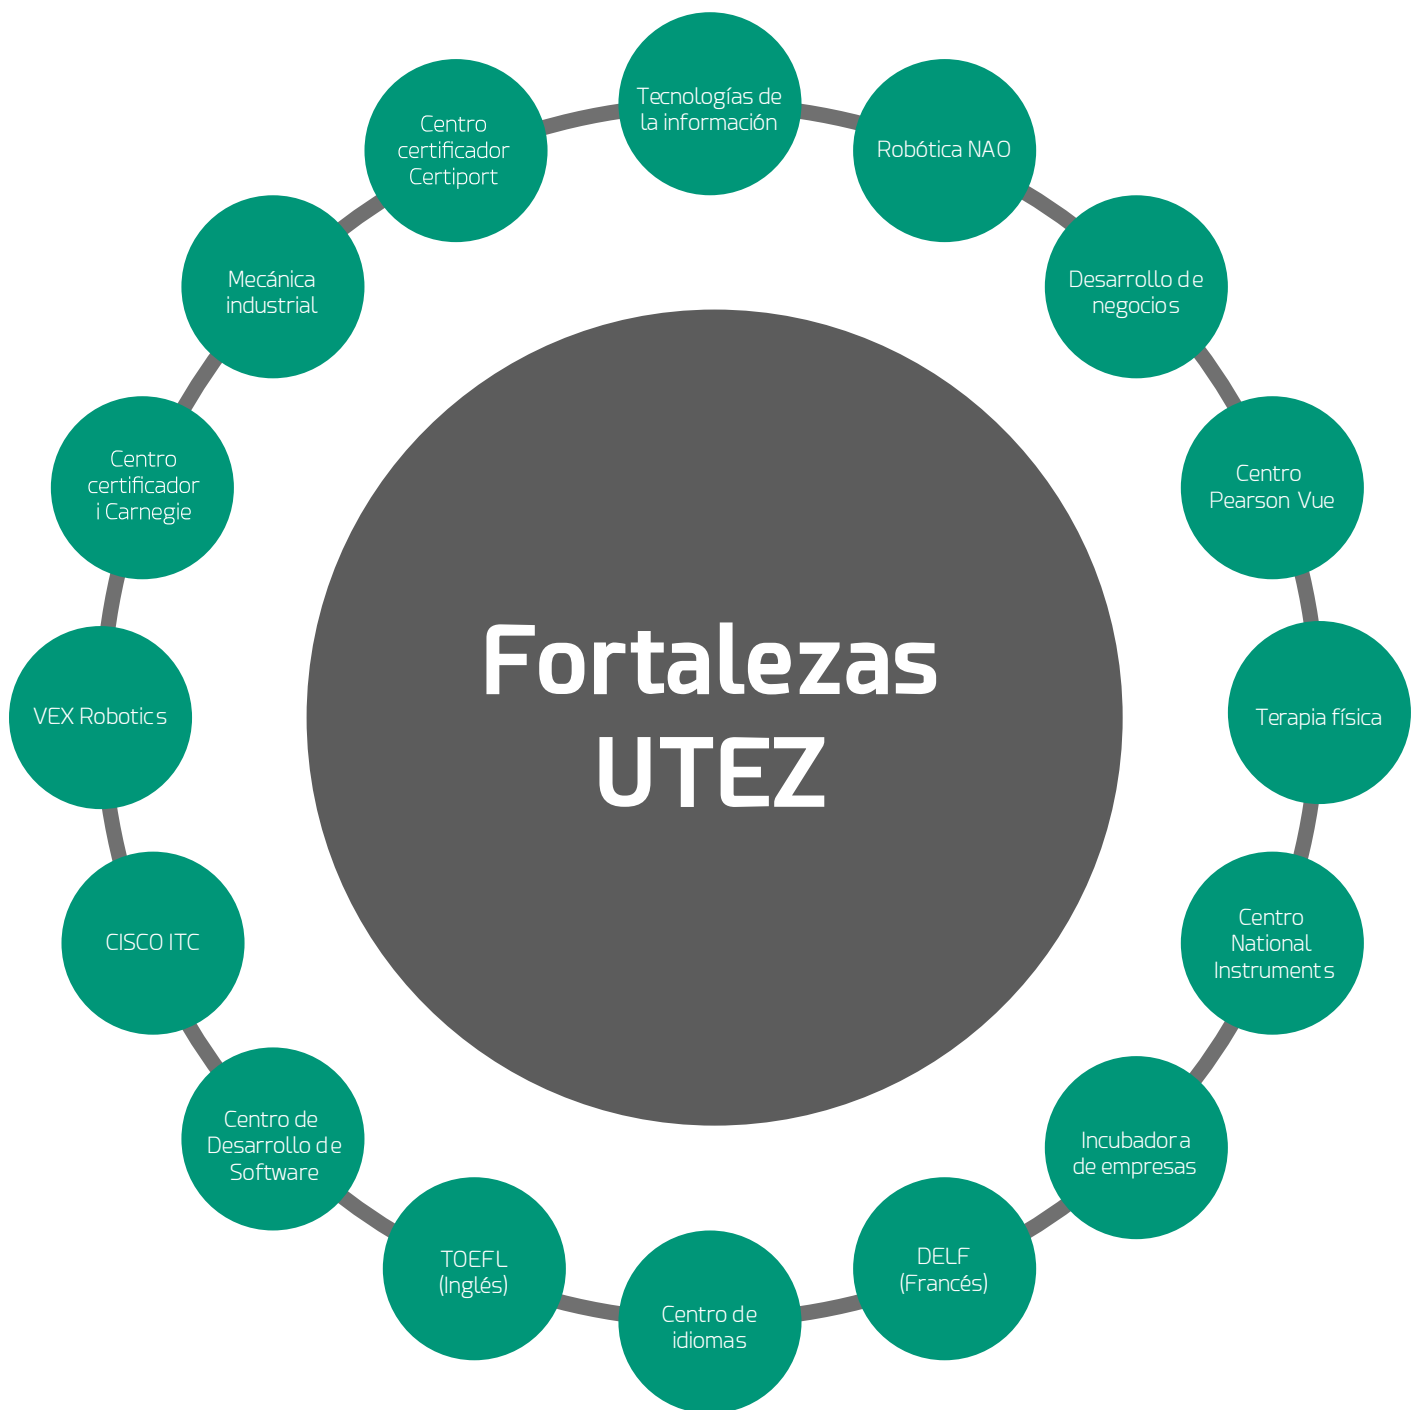 Tecnologías de
la información
Robótica NAO
Desarrollo de
negocios
Centro
Pearson Vue
Terapia física
Centro
National
Instruments
Incubadora
de empresas
DELF
(Francés)
Centro de
idiomas
TOEFL
(Inglés)
Centro de
Desarrollo de
Software
CISCO ITC
VEX Robotics
Centro
certificador
i Carnegie
Mecánica
industrial
Centro
certificador
Certiport
Fortalezas
UTEZ